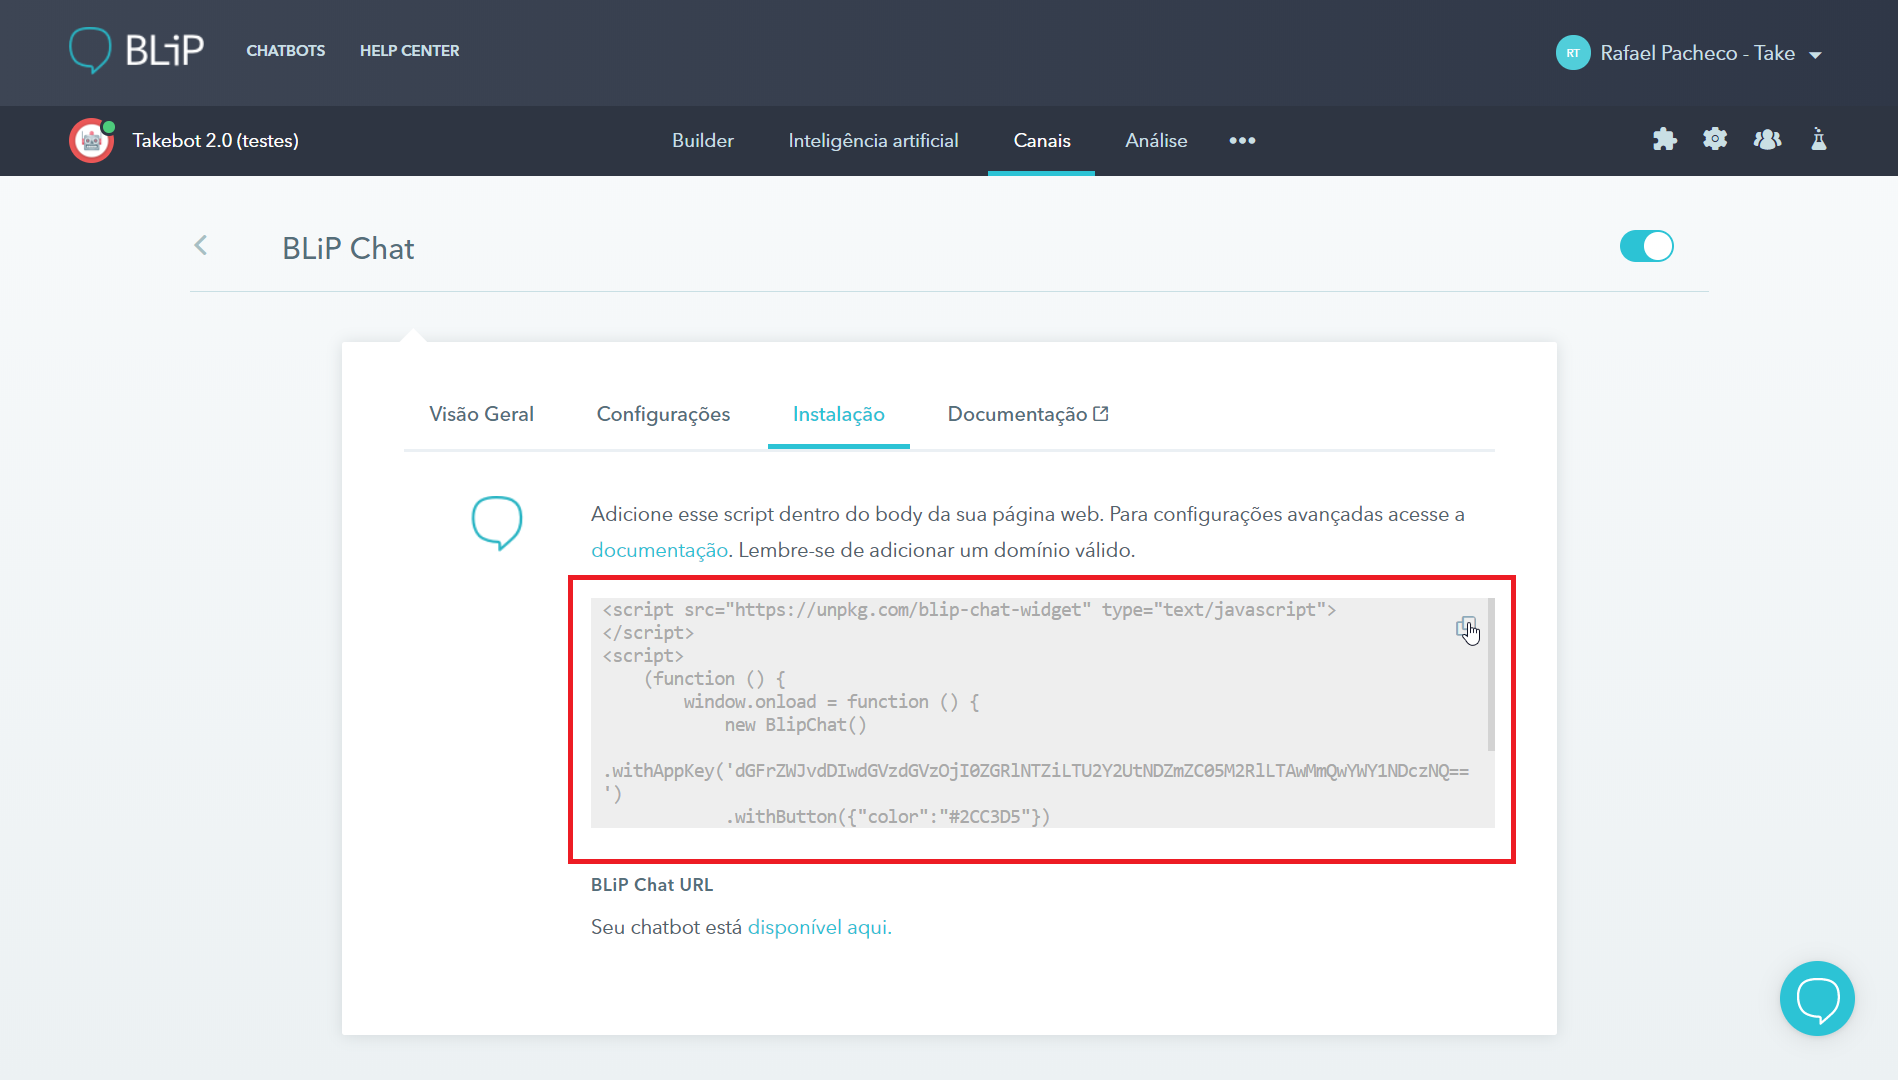 BLiP
CHATBOTS
HELP CENTER
RT
Rafael Pacheco - Take
Takebot 2.0 (testes)
Builder
Inteligência artificial
Canais
Análise
BLiP Chat
Visão Geral
Configurações
Instalação
Documentação
Adicione esse script dentro do body da sua página web. Para configurações avançadas acesse a
documentação. Lembre-se de adicionar um domínio válido.
<script src="https://unpkg.com/blip-chat-widget" type="text/javascript">
</script>
<script>
(function () {
window.onload = function () {
new BlipChat()
.withAppKey('dGFrZWJvdDIwdGVzdGVzOjI0ZGRlNTZiLTU2Y2UtNDZmZC05M2RlLTAwMmQwYWY1NDczNQ==
')
.withButton({"color":"#2CC3D5"})
BLiP Chat URL
Seu chatbot está disponível aqui.